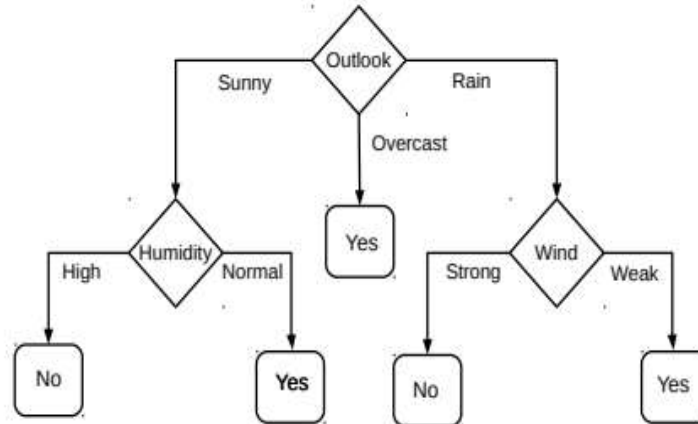 Outlook
Sunny
Rain
Overcast
Yes
Humidity
Wind
High
Normal
Strong
Weak
No
Yes
No
Yes